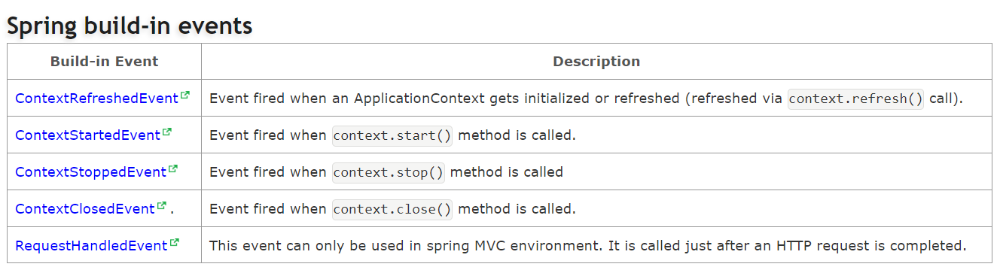 Spring build-in events
Build-in Event Description
ContextRefreshedEvent Event fired when an ApplicationContext gets initialized or refreshed (refreshed via context.refresh() call).
ContextStartedEvent Event fired when context.start() method is called.
ContextStoppedEvent Event fired when context.stop() method is called
ContextClosedEvent . Event fired when context.close() method is called.
RequestHandledEvent This event can only be used in spring MVC environment. It is called just after an HTTP request is completed.